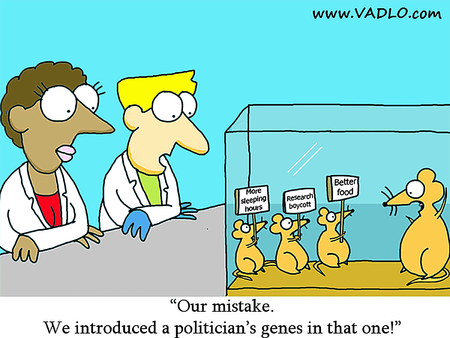 www.VADLO.com
More
sleeping
hours
Research
boycott
Better
food
“Our mistake.
We introduced a politician’s genes in that one!”